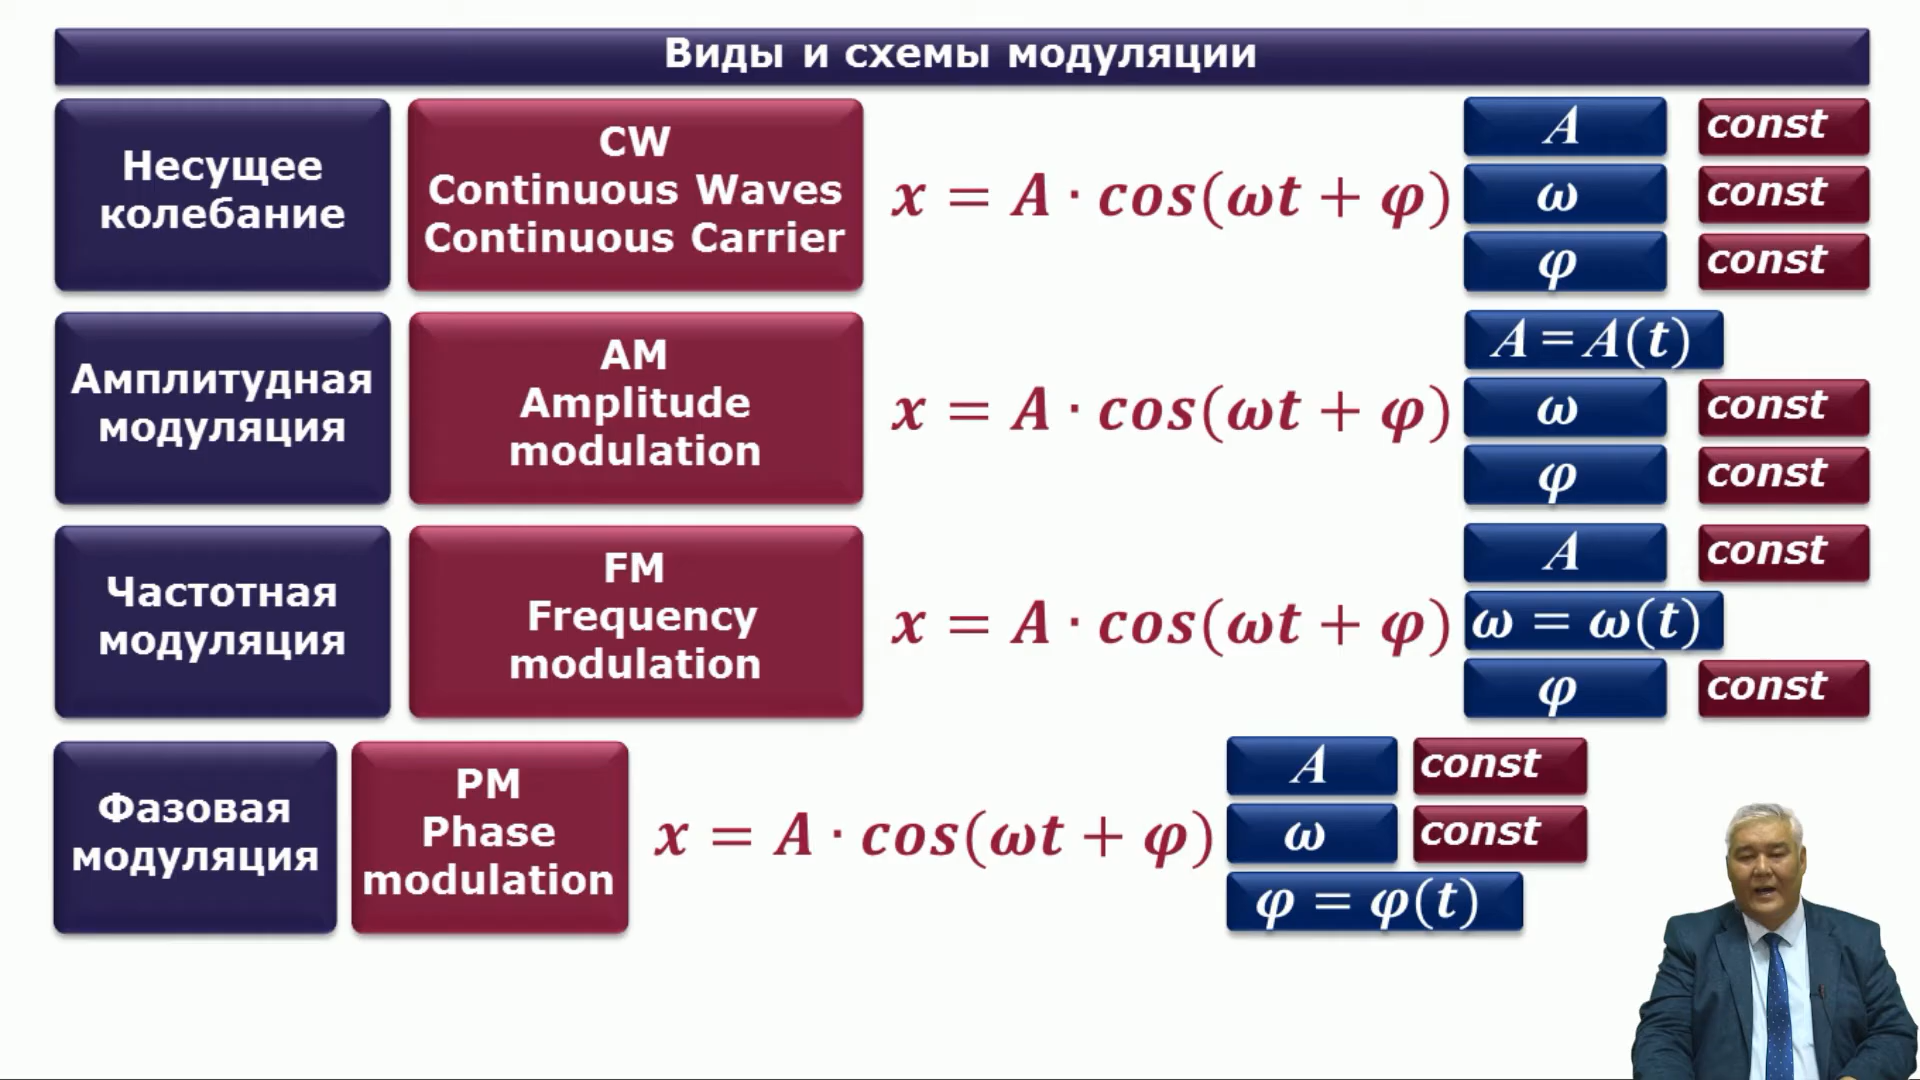 Виды и схемы модуляции
Несущее
колебание
CW
Continuous Waves
Continuous Carrier
x = A · cos(ωt + φ)
A const
ω const
φ const
Амплитудная
модуляция
AM
Amplitude
modulation
x = A · cos(ωt + φ)
A = A(t)
ω const
φ const
Частотная
модуляция
FM
Frequency
modulation
x = A · cos(ωt + φ)
A const
ω = ω(t)
φ const
Фазовая
модуляция
PM
Phase
modulation
x = A · cos(ωt + φ)
A const
ω const
φ = φ(t)